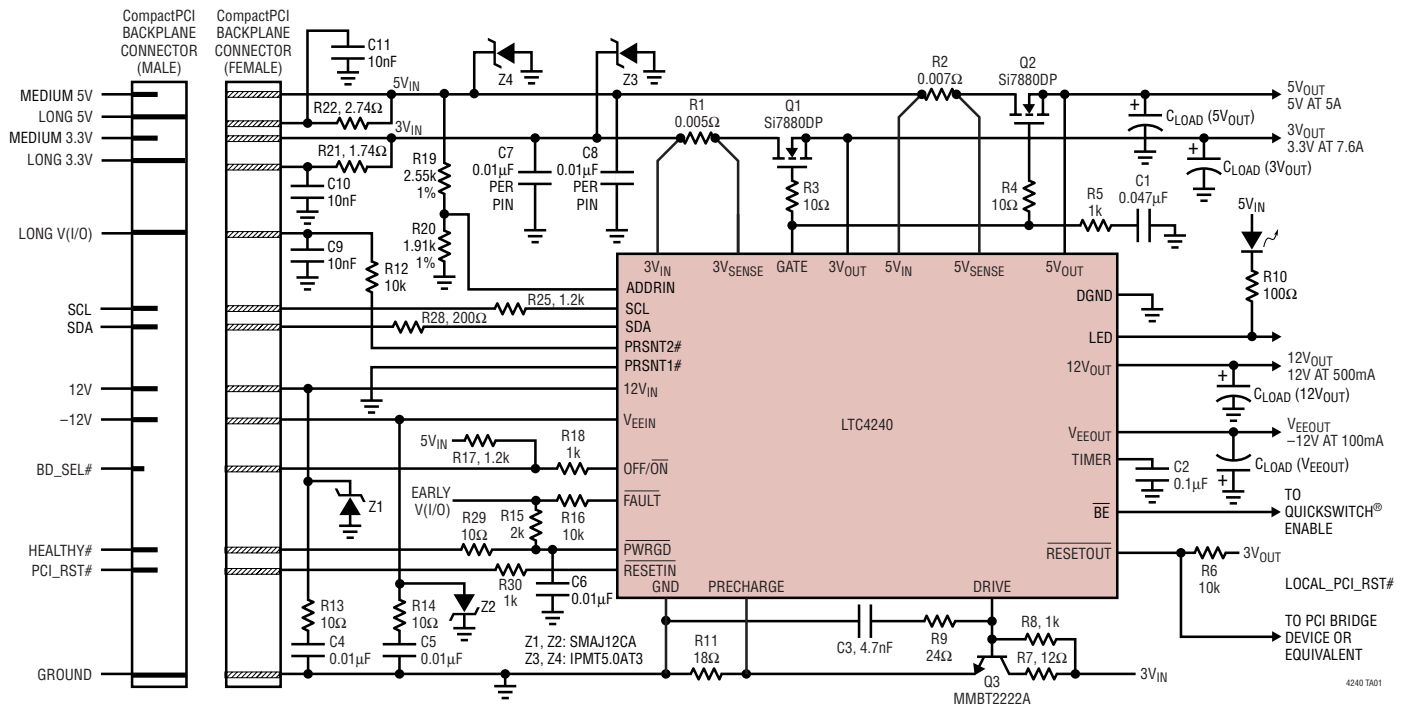 CompactPCI
BACKPLANE
CONNECTOR
(MALE)
CompactPCI
BACKPLANE
CONNECTOR
(FEMALE)
MEDIUM 5V
LONG 5V
MEDIUM 3.3V
LONG 3.3V
LONG V(I/O)
SCL
SDA
12V
–12V
BD_SEL#
HEALTHY#
PCI_RST#
GROUND
C11
10nF
5VIN
R22, 2.74Ω
3VIN
R21, 1.74Ω
C10
10nF
C9
10nF
R12
10k
R19
2.55k
1%
R20
1.91k
1%
Z4
Z3
C7
0.01µF
PER
PIN
C8
0.01µF
PER
PIN
R1
0.005Ω
Q1
Si7880DP
R2
0.007Ω
Q2
Si7880DP
R3
10Ω
R4
10Ω
R5
1k
C1
0.047µF
5VOUT
5V AT 5A
CLOAD (5VOUT)
+
3VOUT
3.3V AT 7.6A
CLOAD (3VOUT)
+
5VIN
R10
100Ω
R25, 1.2k
R28, 200Ω
3VIN
3VSENSE
GATE
3VOUT
5VIN
5VSENSE
5VOUT
ADDRIN
SCL
SDA
PRSNT2#
PRSNT1#
12VIN
VEEIN
OFF/ON
FAULT
PWRGD
RESETIN
GND
PRECHARGE
DRIVE
LTC4240
DGND
LED
12VOUT
VEEOUT
TIMER
BE
RESETOUT
12VOUT
12V AT 500mA
+
CLOAD (12VOUT)
VEEOUT
–12V AT 100mA
CLOAD (VEEOUT)
+
C2
0.1µF
TO
QUICKSWITCH®
ENABLE
3VOUT
R6
10k
LOCAL_PCI_RST#
TO PCI BRIDGE
DEVICE OR
EQUIVALENT
5VIN
R17, 1.2k
R18
1k
EARLY
V(I/O)
R15
2k
R16
10k
R29
10Ω
R30
1k
C6
0.01µF
Z1
Z2
R13
10Ω
C4
0.01µF
R14
10Ω
C5
0.01µF
Z1, Z2: SMAJ12CA
Z3, Z4: IPMT5.0AT3
R11
18Ω
C3, 4.7nF
R9
24Ω
R8, 1k
R7, 12Ω
Q3
MMBT2222A
3VIN
4240 TA01